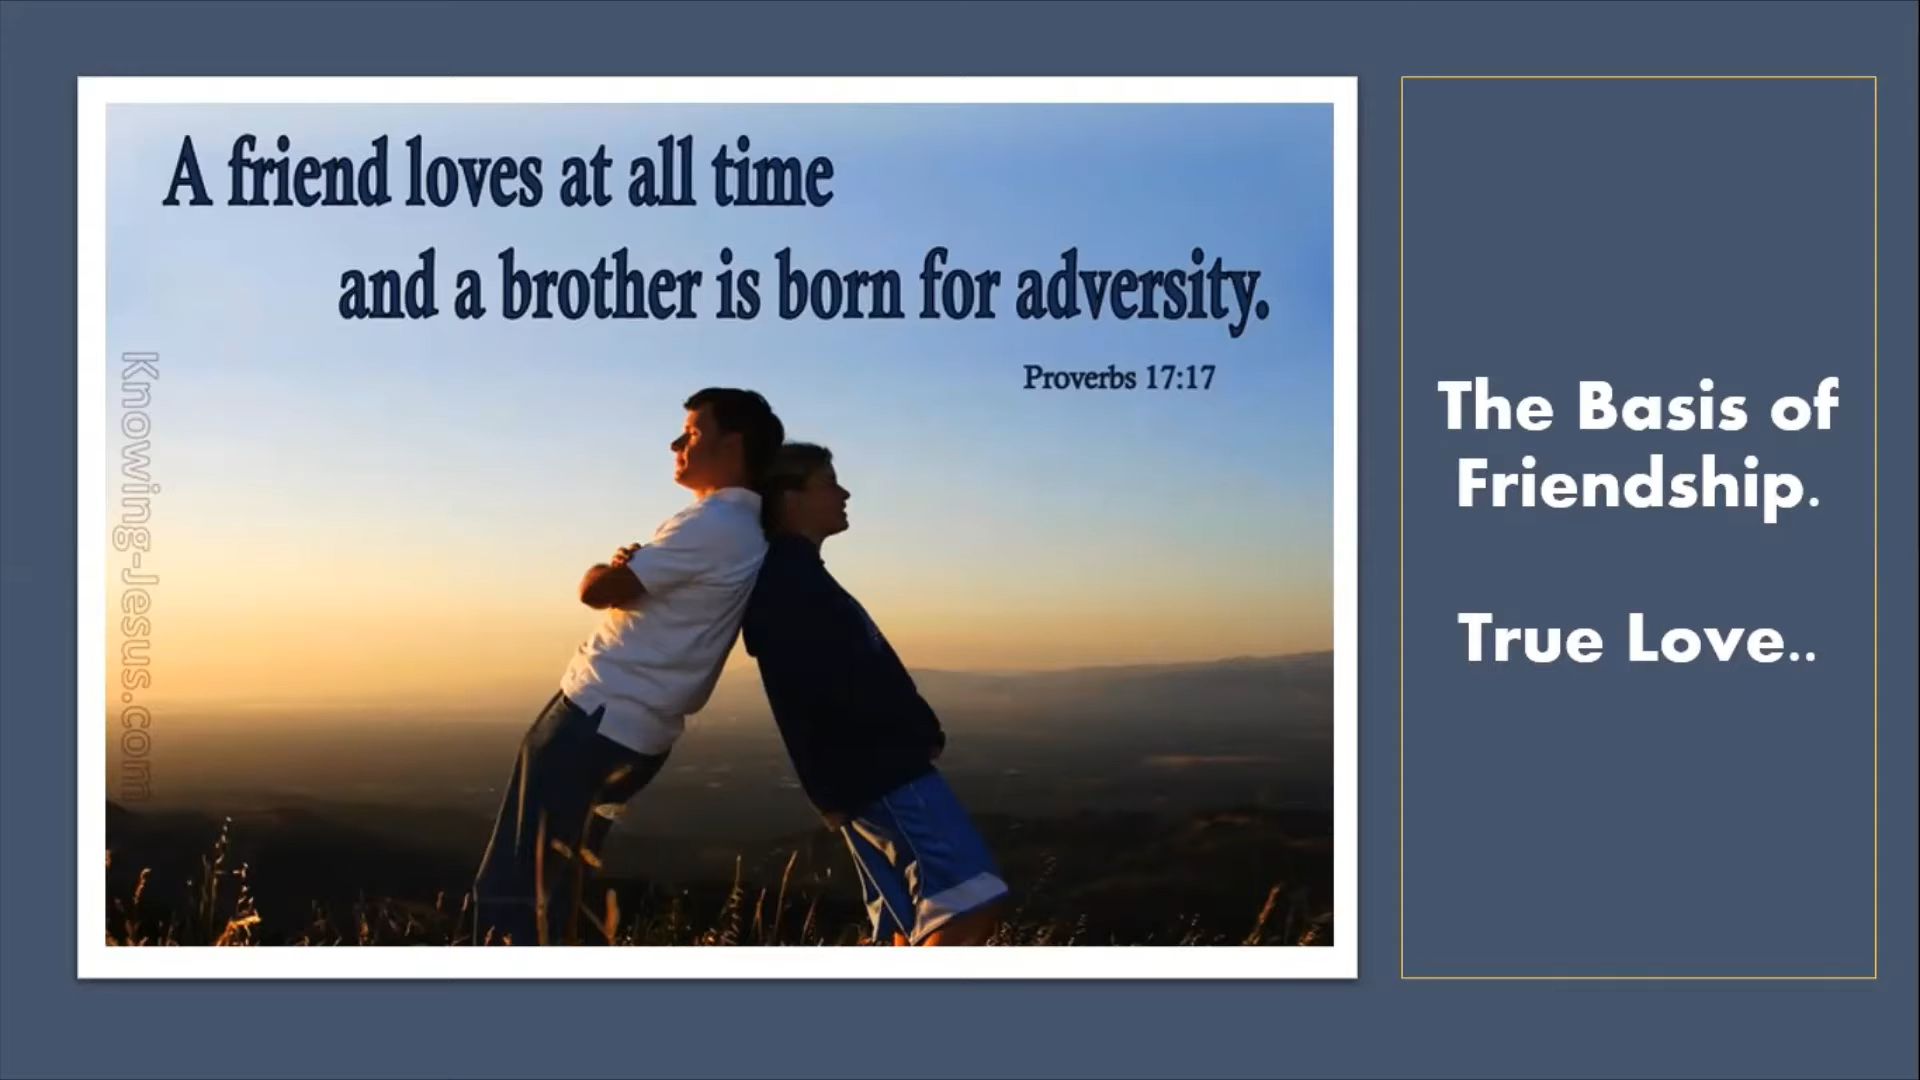 A friend loves at all time
and a brother is born for adversity.
Proverbs 17:17
Knowing-Jesus.com
The Basis of
Friendship.
True Love..